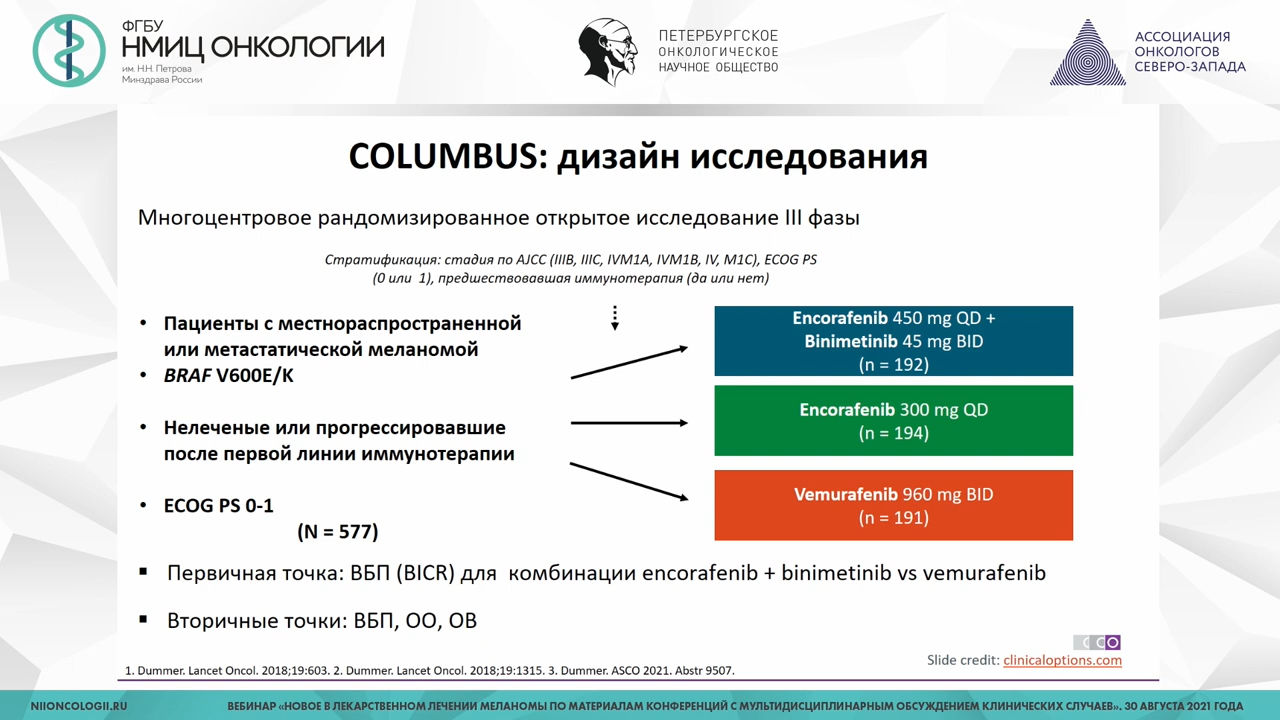 ФГБУ
НМИЦ ОНКОЛОГИИ
им. Н.Н. Петрова
Минздрава России
ПЕТЕРБУРГСКОЕ
ОНКОЛОГИЧЕСКОЕ
НАУЧНОЕ ОБЩЕСТВО
АССОЦИАЦИЯ
ОНКОЛОГОВ
СЕВЕРО-ЗАПАДА
COLUMBUS: дизайн исследования
Многоцентровое рандомизированное открытое исследование III фазы
Стратификация: стадия по AJCC (IIIB, IIIC, IVM1A, IVM1B, IV, M1C), ECOG PS
(0 или 1), предшествовавшая иммунотерапия (да или нет)
• Пациенты с местнораспространенной
или метастатической меланомой
• BRAF V600E/K
• Нелеченые или прогрессировавшие
после первой линии иммунотерапии
• ECOG PS 0-1
(N = 577)
Encorafenib 450 mg QD +
Binimetinib 45 mg BID
(n = 192)
Encorafenib 300 mg QD
(n = 194)
Vemurafenib 960 mg BID
(n = 191)
▪ Первичная точка: ВБП (BICR) для комбинации encorafenib + binimetinib vs vemurafenib
▪ Вторичные точки: ВБП, ОО, ОВ
CCO
Slide credit: clinicaloptions.com
1. Dummer. Lancet Oncol. 2018;19:603. 2. Dummer. Lancet Oncol. 2018;19:1315. 3. Dummer. ASCO 2021. Abstr 9507.
NIIONCOLOGII.RU
ВЕБИНАР «НОВОЕ В ЛЕКАРСТВЕННОМ ЛЕЧЕНИИ МЕЛАНОМЫ ПО МАТЕРИАЛАМ КОНФЕРЕНЦИЙ С МУЛЬТИДИСЦИПЛИНАРНЫМ ОБСУЖДЕНИЕМ КЛИНИЧЕСКИХ СЛУЧАЕВ». 30 АВГУСТА 2021 ГОДА